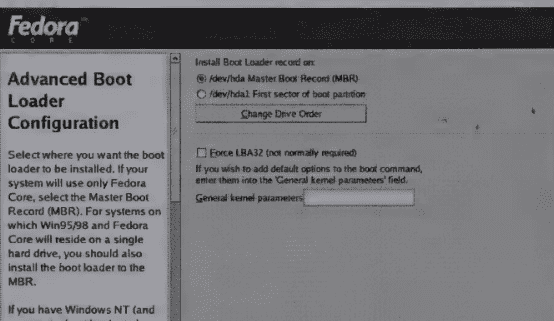 Fedora
CORE
Advanced Boot
Loader
Configuration
Select where you want the boot
loader to be installed. If your
system will use only Fedora
Core, select the Master Boot
Record (MBR). For systems on
which Win95/98 and Fedora
Core will reside on a single
hard drive, you should also
install the boot loader to the
MBR.
If you have Windows NT (and
Install Boot Loader record on:
/dev/hda Master Boot Record (MBR)
/dev/hda1 First sector of boot partition
Change Drive Order
Force LBA32 (not normally required)
If you wish to add default options to the boot command,
enter them into the 'General kernel parameters' field.
General kernel parameters